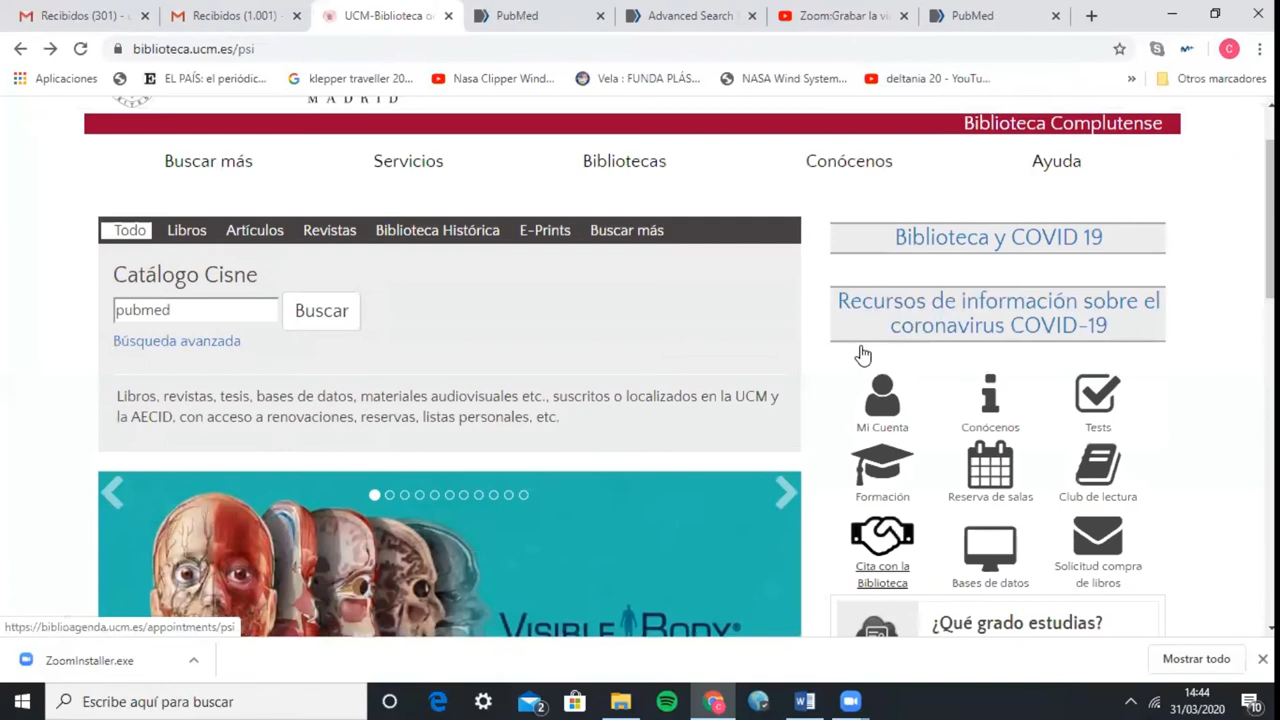 Recibidos (301) -
Recibidos (1.001) -
UCM-Biblioteca
PubMed
Advanced Search
Zoom:Grabar la
PubMed
biblioteca.ucm.es/psi
Aplicaciones
EL PAÍS: el periódic...
klepper traveller 20...
Nasa Clipper Win...
Vela : FUNDA PLÁS...
NASA Wind System...
deltania 20 - YouTu...
Otros marcadores
MADRID
Biblioteca Complutense
Buscar más
Servicios
Bibliotecas
Conócenos
Ayuda
Todo
Libros
Artículos
Revistas
Biblioteca Histórica
E-Prints
Buscar más
Catálogo Cisne
pubmed
Buscar
Búsqueda avanzada
Libros, revistas, tesis, bases de datos, materiales audiovisuales etc., suscritos o localizados en la UCM y
la AECID, con acceso a renovaciones, reservas, listas personales, etc.
VISIBLE BODY®
Biblioteca y COVID 19
Recursos de información sobre el
coronavirus COVID-19
Mi Cuenta
Conócenos
Tests
Formación
Reserva de salas
Club de lectura
Cita con la
Biblioteca
Bases de datos
Solicitud compra
de libros
¿Qué grado estudias?
https://biblioagenda.ucm.es/appointments/psi
ZoomInstaller.exe
Mostrar todo
Escribe aquí para buscar
2
14:44
31/03/2020
10